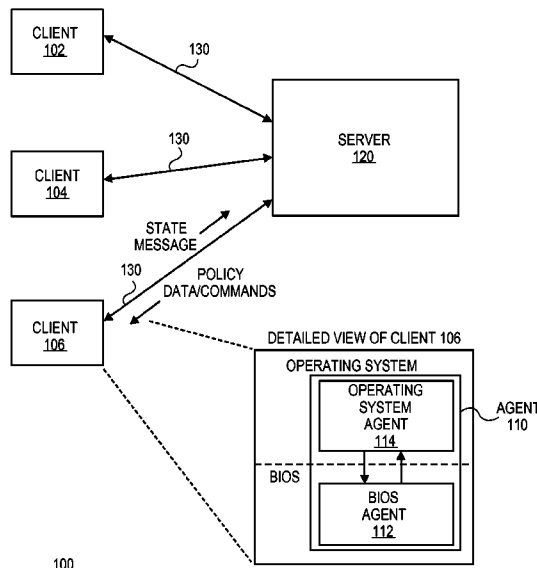 CLIENT
102
130
SERVER
120
CLIENT
104
130
STATE
MESSAGE
130
POLICY
DATA/COMMANDS
CLIENT
106
DETAILED VIEW OF CLIENT 106
OPERATING SYSTEM
OPERATING
SYSTEM
AGENT
114
AGENT
110
BIOS
BIOS
AGENT
112
100